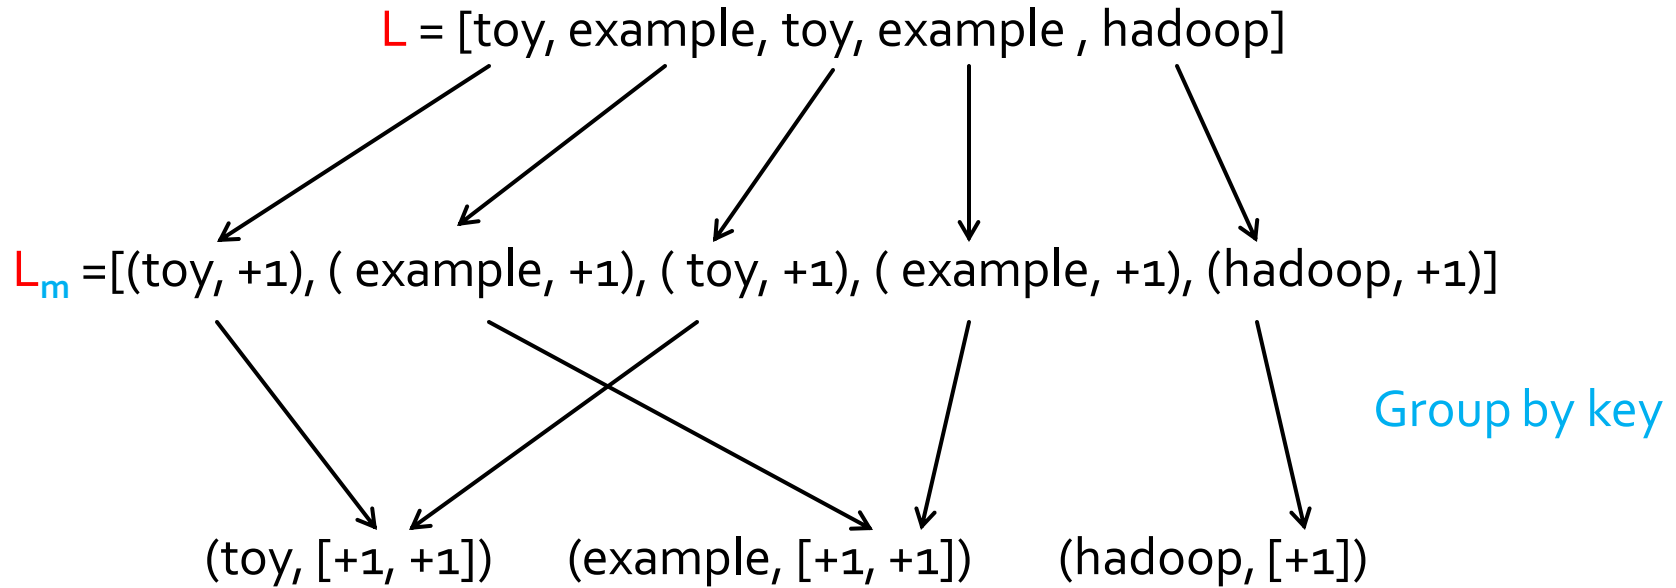 L = [toy, example, toy, example , hadoop]
Lm =[(toy, +1), ( example, +1), ( toy, +1), ( example, +1), (hadoop, +1)]
Group by key
(toy, [+1, +1]) (example, [+1, +1]) (hadoop, [+1])